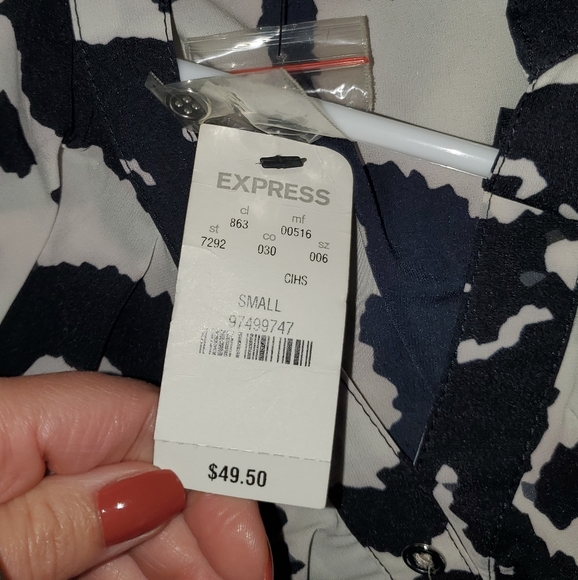 EXPRESS
cl mf
863 00516
st co sz
7292 030 006
CIHS
SMALL
97499747
$49.50